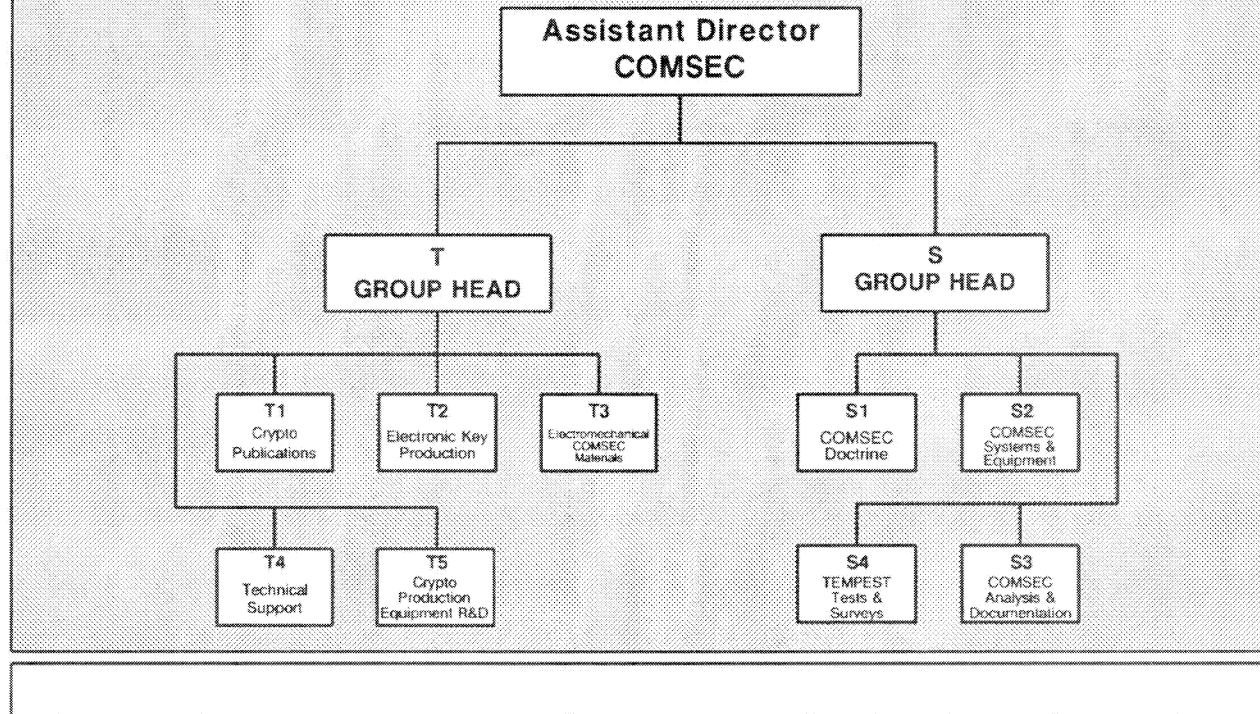 Assistant Director
COMSEC
T
GROUP HEAD
S
GROUP HEAD
T1
Crypto
Publications
T2
Electronic Key
Production
T3
Electromechanical
COMSEC
Materials
S1
COMSEC
Doctrine
S2
COMSEC
Systems &
Equipment
T4
Technical
Support
T5
Crypto
Production
Equipment R&D
S4
TEMPEST
Tests &
Surveys
S3
COMSEC
Analysis &
Documentation